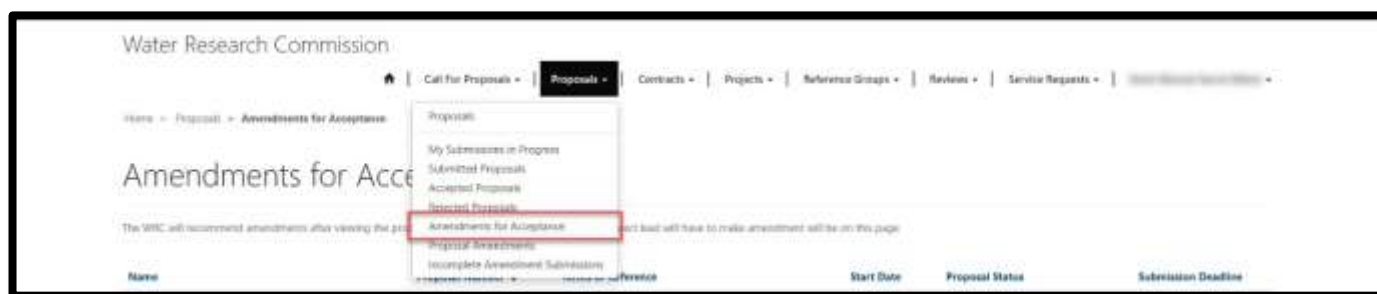 Water Research Commission
Call for Proposals | Proposals | Contracts | Projects | Reference Groups | Reviews | Service Requests |
Home Proposals Amendments for Acceptance
Proposals
My Submissions in Progress
Submitted Proposals
Accepted Proposals
Rejected Proposals
Amendments for Acceptance
Proposal Amendments
Incomplete Amendment Submissions
Amendments for Acce
The WRC will recommend amendments after viewing the pro
ect lead will have to make amendment will be on this page
Name Start Date Proposal Status Submission Deadline